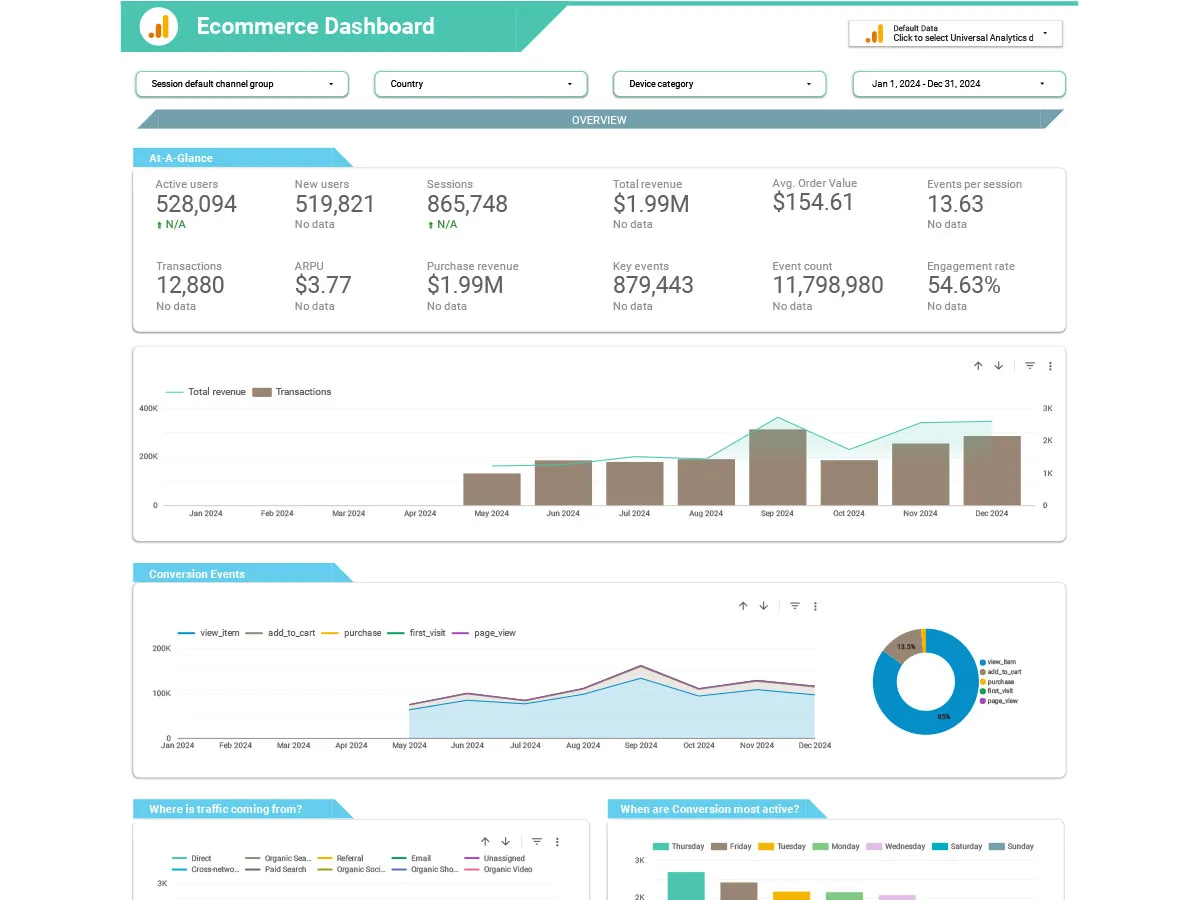 Ecommerce Dashboard
Default Data
Click to select Universal Analytics d
Session default channel group
Country
Device category
Jan 1, 2024 - Dec 31, 2024
OVERVIEW
At-A-Glance
Active users
New users
Sessions
Total revenue
Avg. Order Value
Events per session
528,094
519,821
865,748
$1.99M
$154.61
13.63
N/A
No data
N/A
No data
No data
Transactions
ARPU
Purchase revenue
Key events
Event count
Engagement rate
12,880
$3.77
$1.99M
879,443
11,798,980
54.63%
No data
No data
No data
No data
No data
No data
Total revenue
Transactions
400K
3K
2K
200K
1K
0
0
Jan 2024
Feb 2024
Mar 2024
Apr 2024
May 2024
Jun 2024
Jul 2024
Aug 2024
Sep 2024
Oct 2024
Nov 2024
Dec 2024
Conversion Events
view_item
add_to_cart
purchase
first_visit
page_view
200K
100K
0
Jan 2024
Feb 2024
Mar 2024
Apr 2024
May 2024
Jun 2024
Jul 2024
Aug 2024
Sep 2024
Oct 2024
Nov 2024
Dec 2024
13.5%
85%
view_item
add_to_cart
purchase
first_visit
page_view
Where is traffic coming from?
Direct
Organic Sea...
Referral
Email
Unassigned
Cross-netwo...
Paid Search
Organic Soci...
Organic Sho...
Organic Video
3K
When are Conversion most active?
Thursday
Friday
Tuesday
Monday
Wednesday
Saturday
Sunday
3K
2K